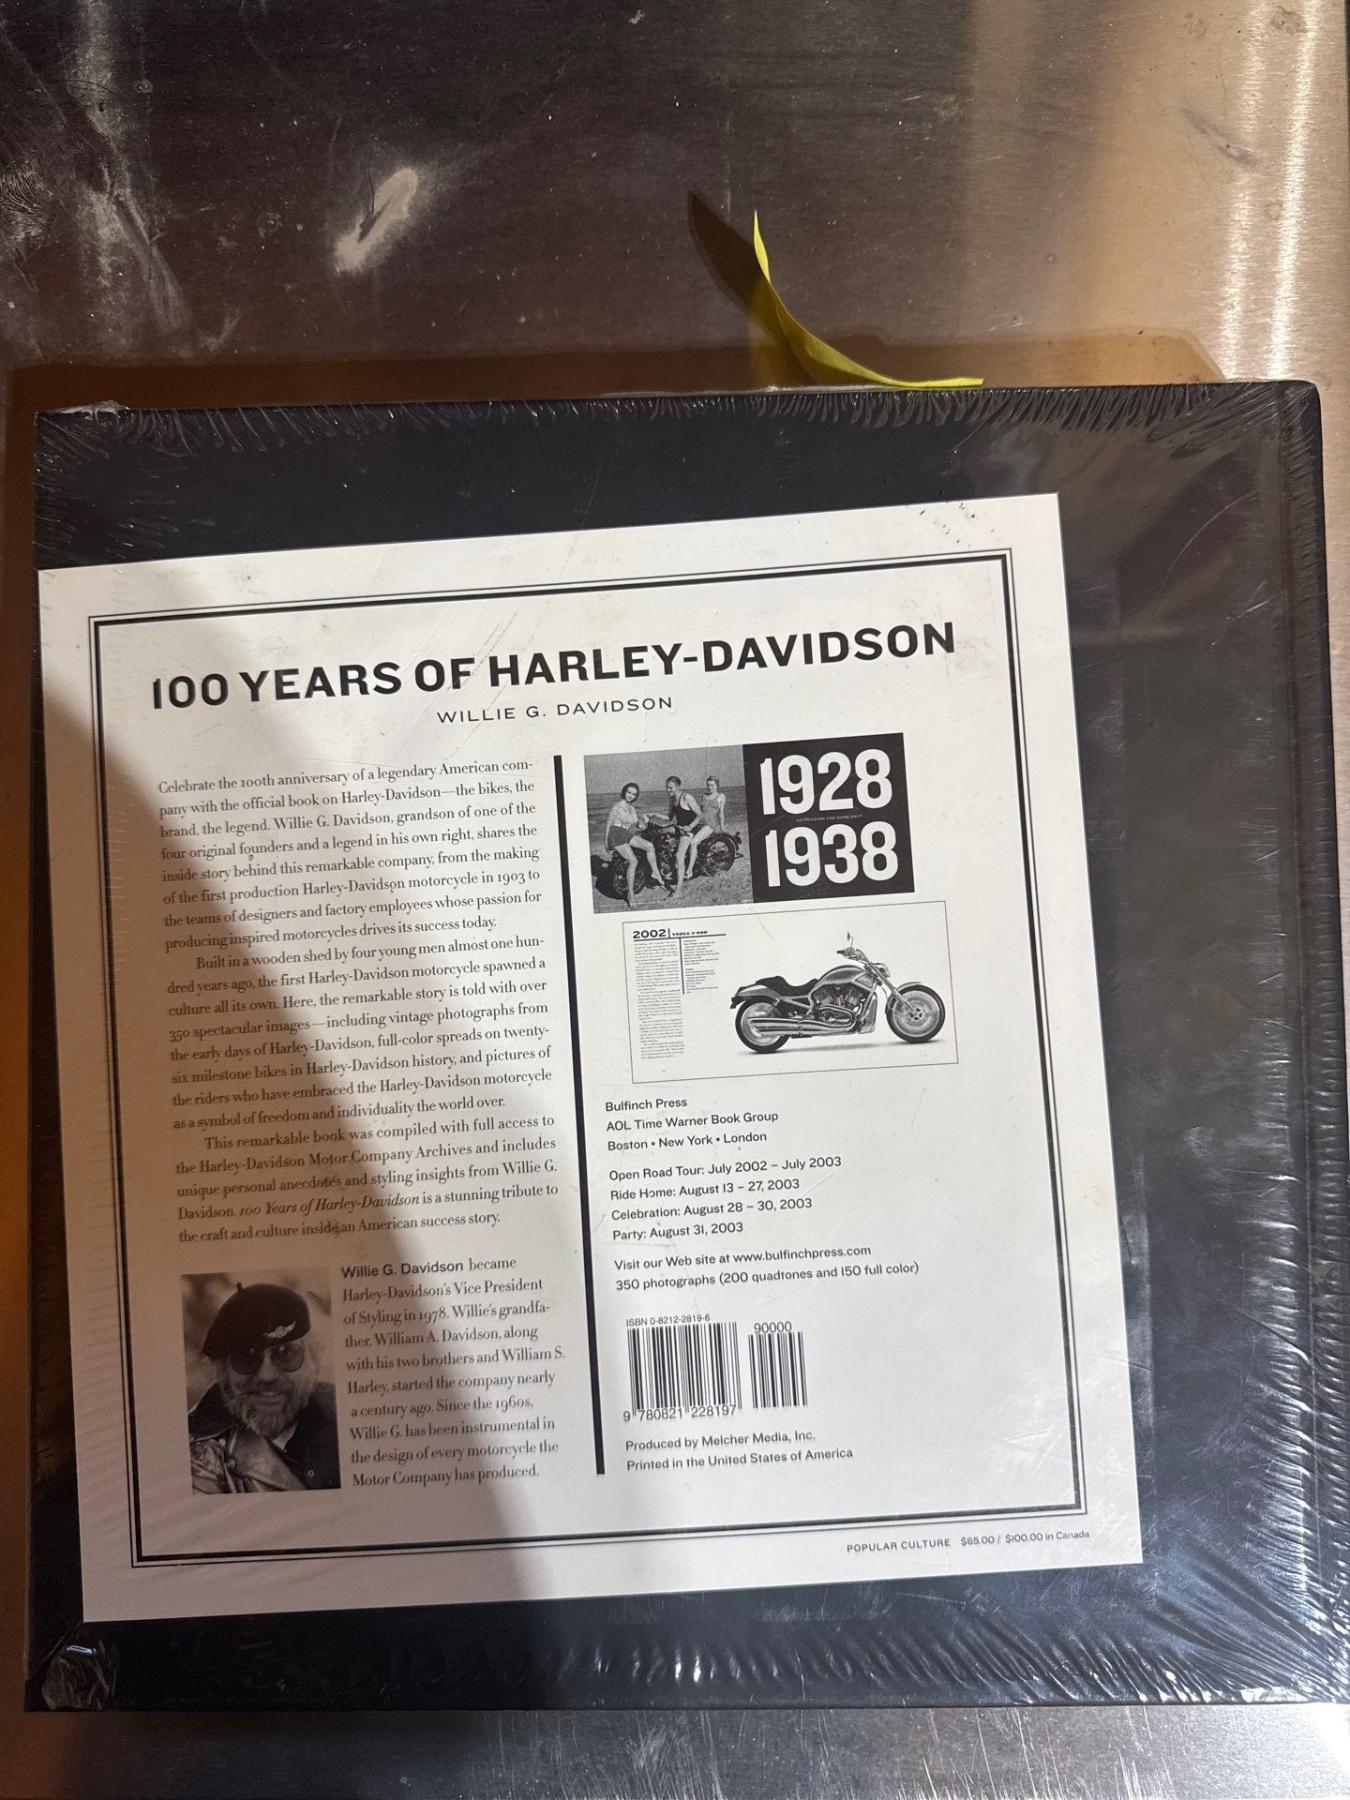 100 YEARS OF HARLEY-DAVIDSON
WILLIE G. DAVIDSON
Celebrate the 100th anniversary of a legendary American com-
pany with the official book on Harley-Davidson—the bikes, the
brand, the legend. Willie G. Davidson, grandson of one of the
four original founders and a legend in his own right, shares the
inside story behind this remarkable company, from the making
of the first production Harley-Davidson motorcycle in 1903 to
the teams of designers and factory employees whose passion for
producing inspired motorcycles drives its success today.
Built in a wooden shed by four young men almost one hun-
dred years ago, the first Harley-Davidson motorcycle spawned a
culture all its own. Here, the remarkable story is told with over
350 spectacular images—including vintage photographs from
the early days of Harley-Davidson, full-color spreads on twenty-
six milestone bikes in Harley-Davidson history, and pictures of
the riders who have embraced the Harley-Davidson motorcycle
as a symbol of freedom and individuality the world over.
This remarkable book was compiled with full access to
the Harley-Davidson Motor Company Archives and includes
unique personal anecdotes and styling insights from Willie G.
Davidson. 100 Years of Harley-Davidson is a stunning tribute to
the craft and culture inside an American success story.
Willie G. Davidson became
Harley-Davidson's Vice President
of Styling in 1978. Willie's grandfa-
ther, William A. Davidson, along
with his two brothers and William S.
Harley, started the company nearly
a century ago. Since the 1960s,
Willie G. has been instrumental in
the design of every motorcycle the
Motor Company has produced.
1928
1938
2002
Bulfinch Press
AOL Time Warner Book Group
Boston • New York • London
Open Road Tour: July 2002 – July 2003
Ride Home: August 13 – 27, 2003
Celebration: August 28 – 30, 2003
Party: August 31, 2003
Visit our Web site at www.bulfinchpress.com
350 photographs (200 quadtones and 150 full color)
ISBN 0-8212-2819-6
90000
9 780821 228197
Produced by Melcher Media, Inc.
Printed in the United States of America
POPULAR CULTURE $65.00 / $100.00 in Canada